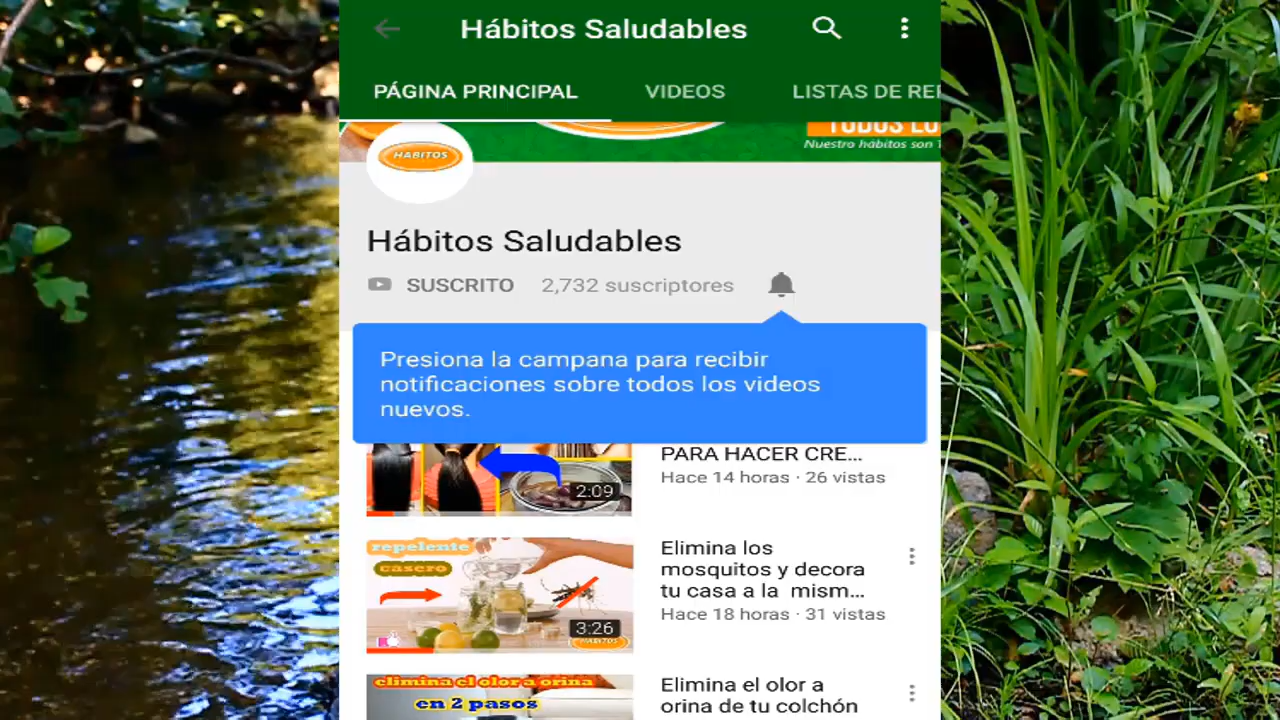 Hábitos Saludables
PÁGINA PRINCIPAL
VIDEOS
LISTAS DE
TODOS
Nuestro hábitos son
HABITOS
Hábitos Saludables
SUSCRITO
2,732 suscriptores
Presiona la campana para recibir
notificaciones sobre todos los videos
nuevos.
2:09
PARA HACER CRE...
Hace 14 horas · 26 vistas
repelente
casero
3:26
HABITOS
Elimina los
mosquitos y decora
tu casa a la mism...
Hace 18 horas · 31 vistas
elimina el olor a orina
en 2 pasos
Elimina el olor a
orina de tu colchón